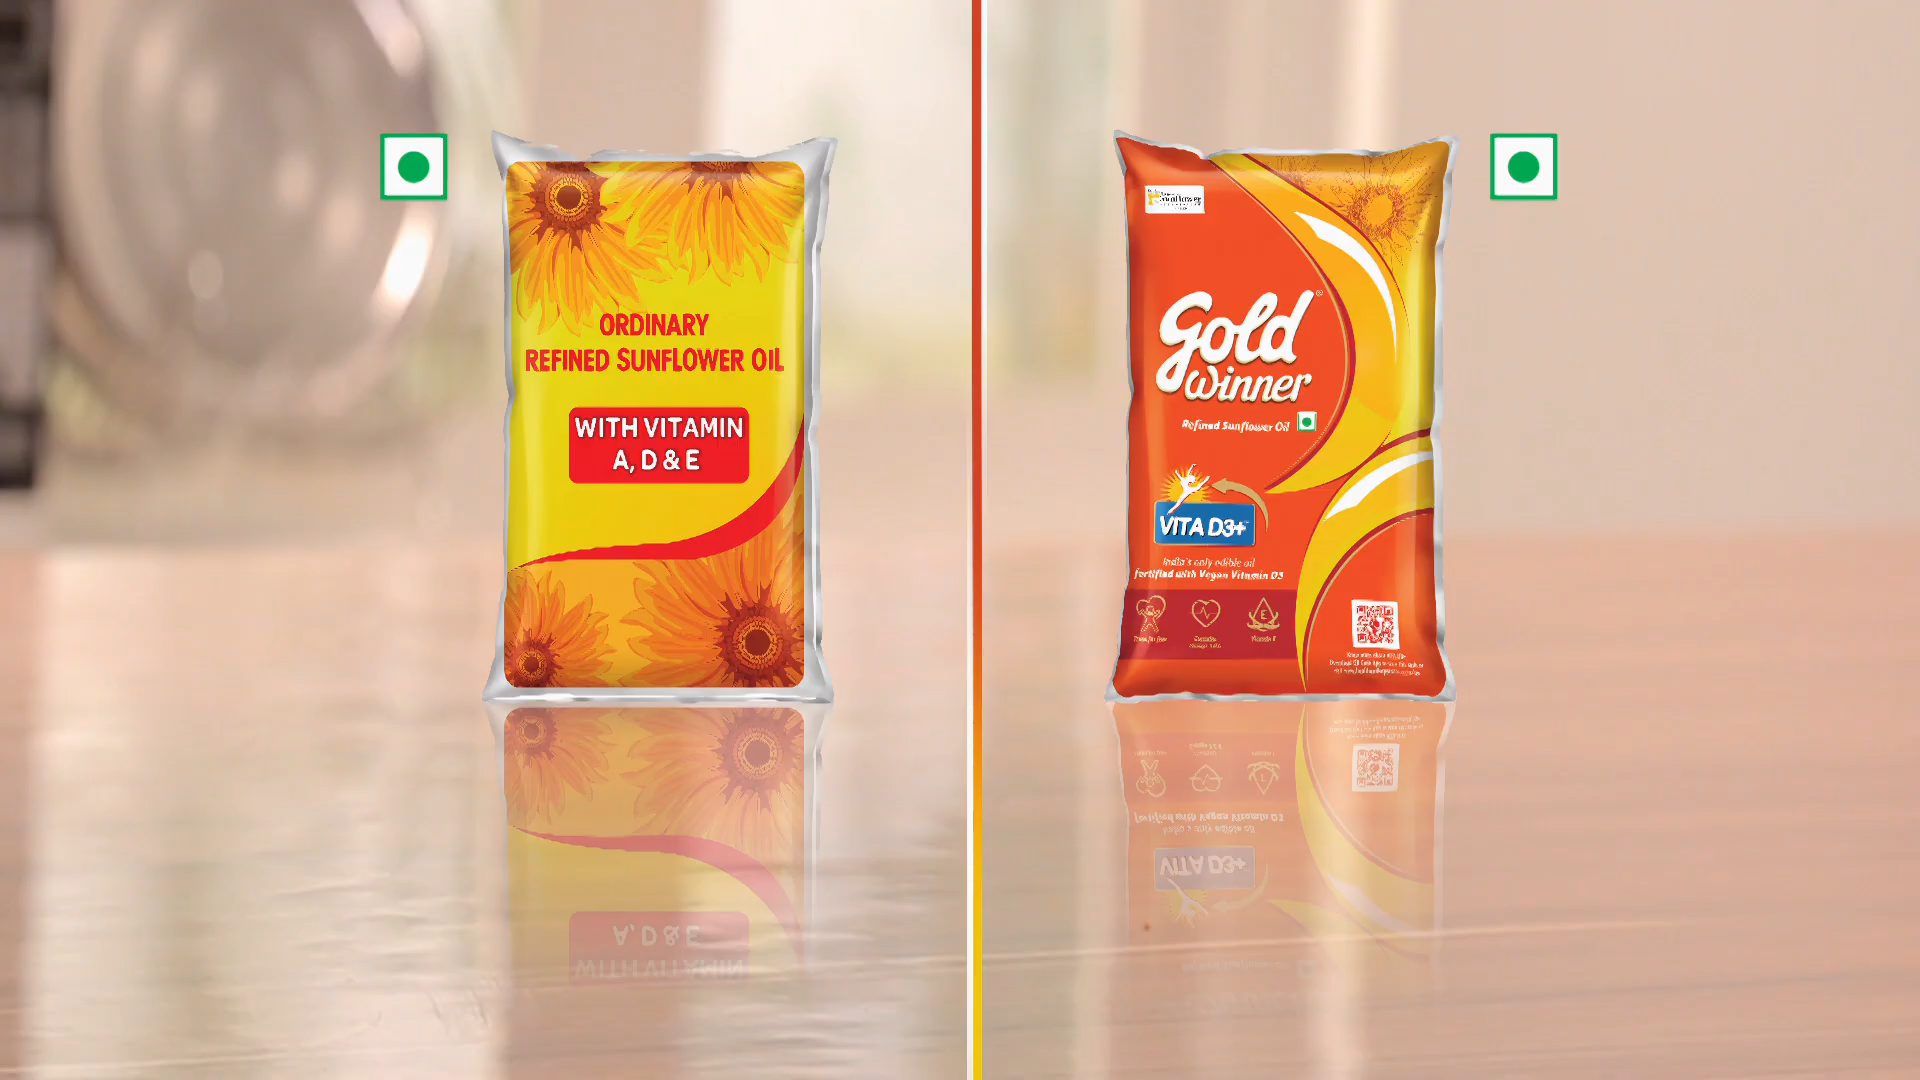 ORDINARY
REFINED SUNFLOWER OIL
WITH VITAMIN
A, D & E
Gold
Winner
®
Refined Sunflower Oil
VITA D3+
India's only edible oil
fortified with Vegan Vitamin D3
E
Vitamin E